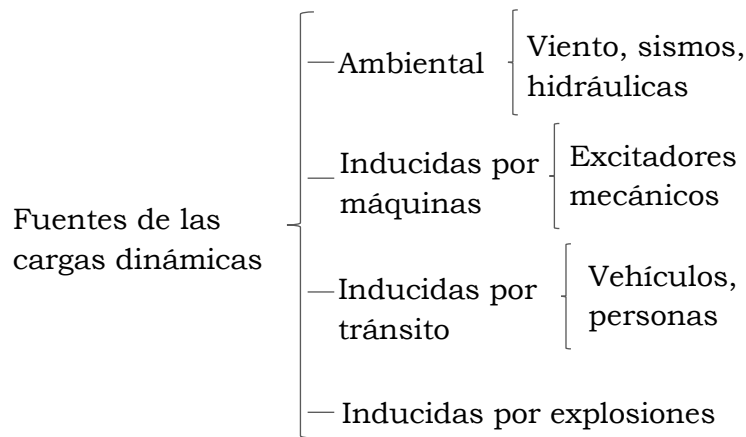 Fuentes de las
cargas dinámicas
Ambiental
Viento, sismos,
hidráulicas
Inducidas por
máquinas
Excitadores
mecánicos
Inducidas por
tránsito
Vehículos,
personas
Inducidas por explosiones